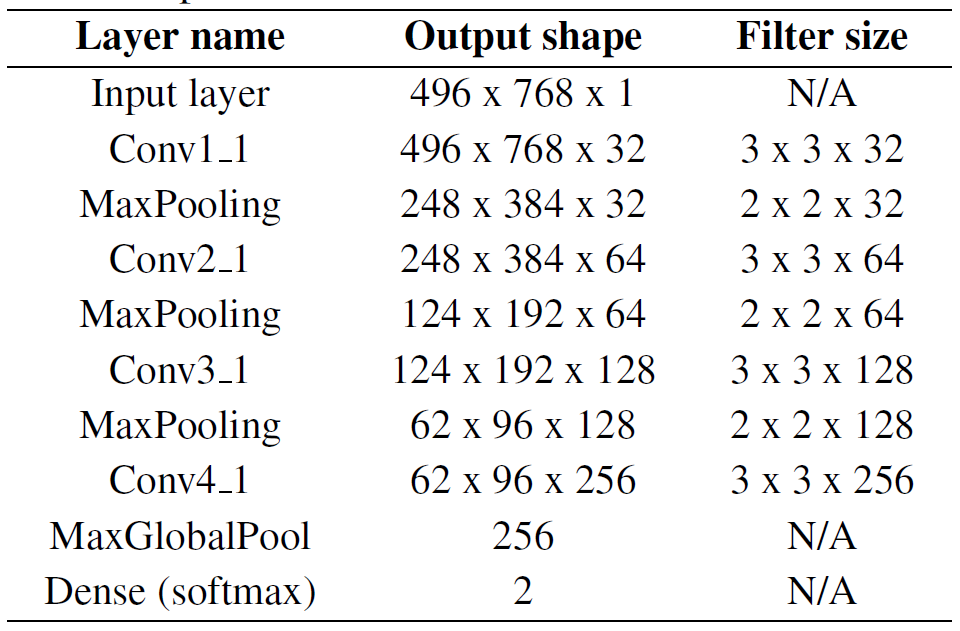 Layer name Output shape Filter size
Input layer 496 x 768 x 1 N/A
Conv1_1 496 x 768 x 32 3 x 3 x 32
MaxPooling 248 x 384 x 32 2 x 2 x 32
Conv2_1 248 x 384 x 64 3 x 3 x 64
MaxPooling 124 x 192 x 64 2 x 2 x 64
Conv3_1 124 x 192 x 128 3 x 3 x 128
MaxPooling 62 x 96 x 128 2 x 2 x 128
Conv4_1 62 x 96 x 256 3 x 3 x 256
MaxGlobalPool 256 N/A
Dense (softmax) 2 N/A